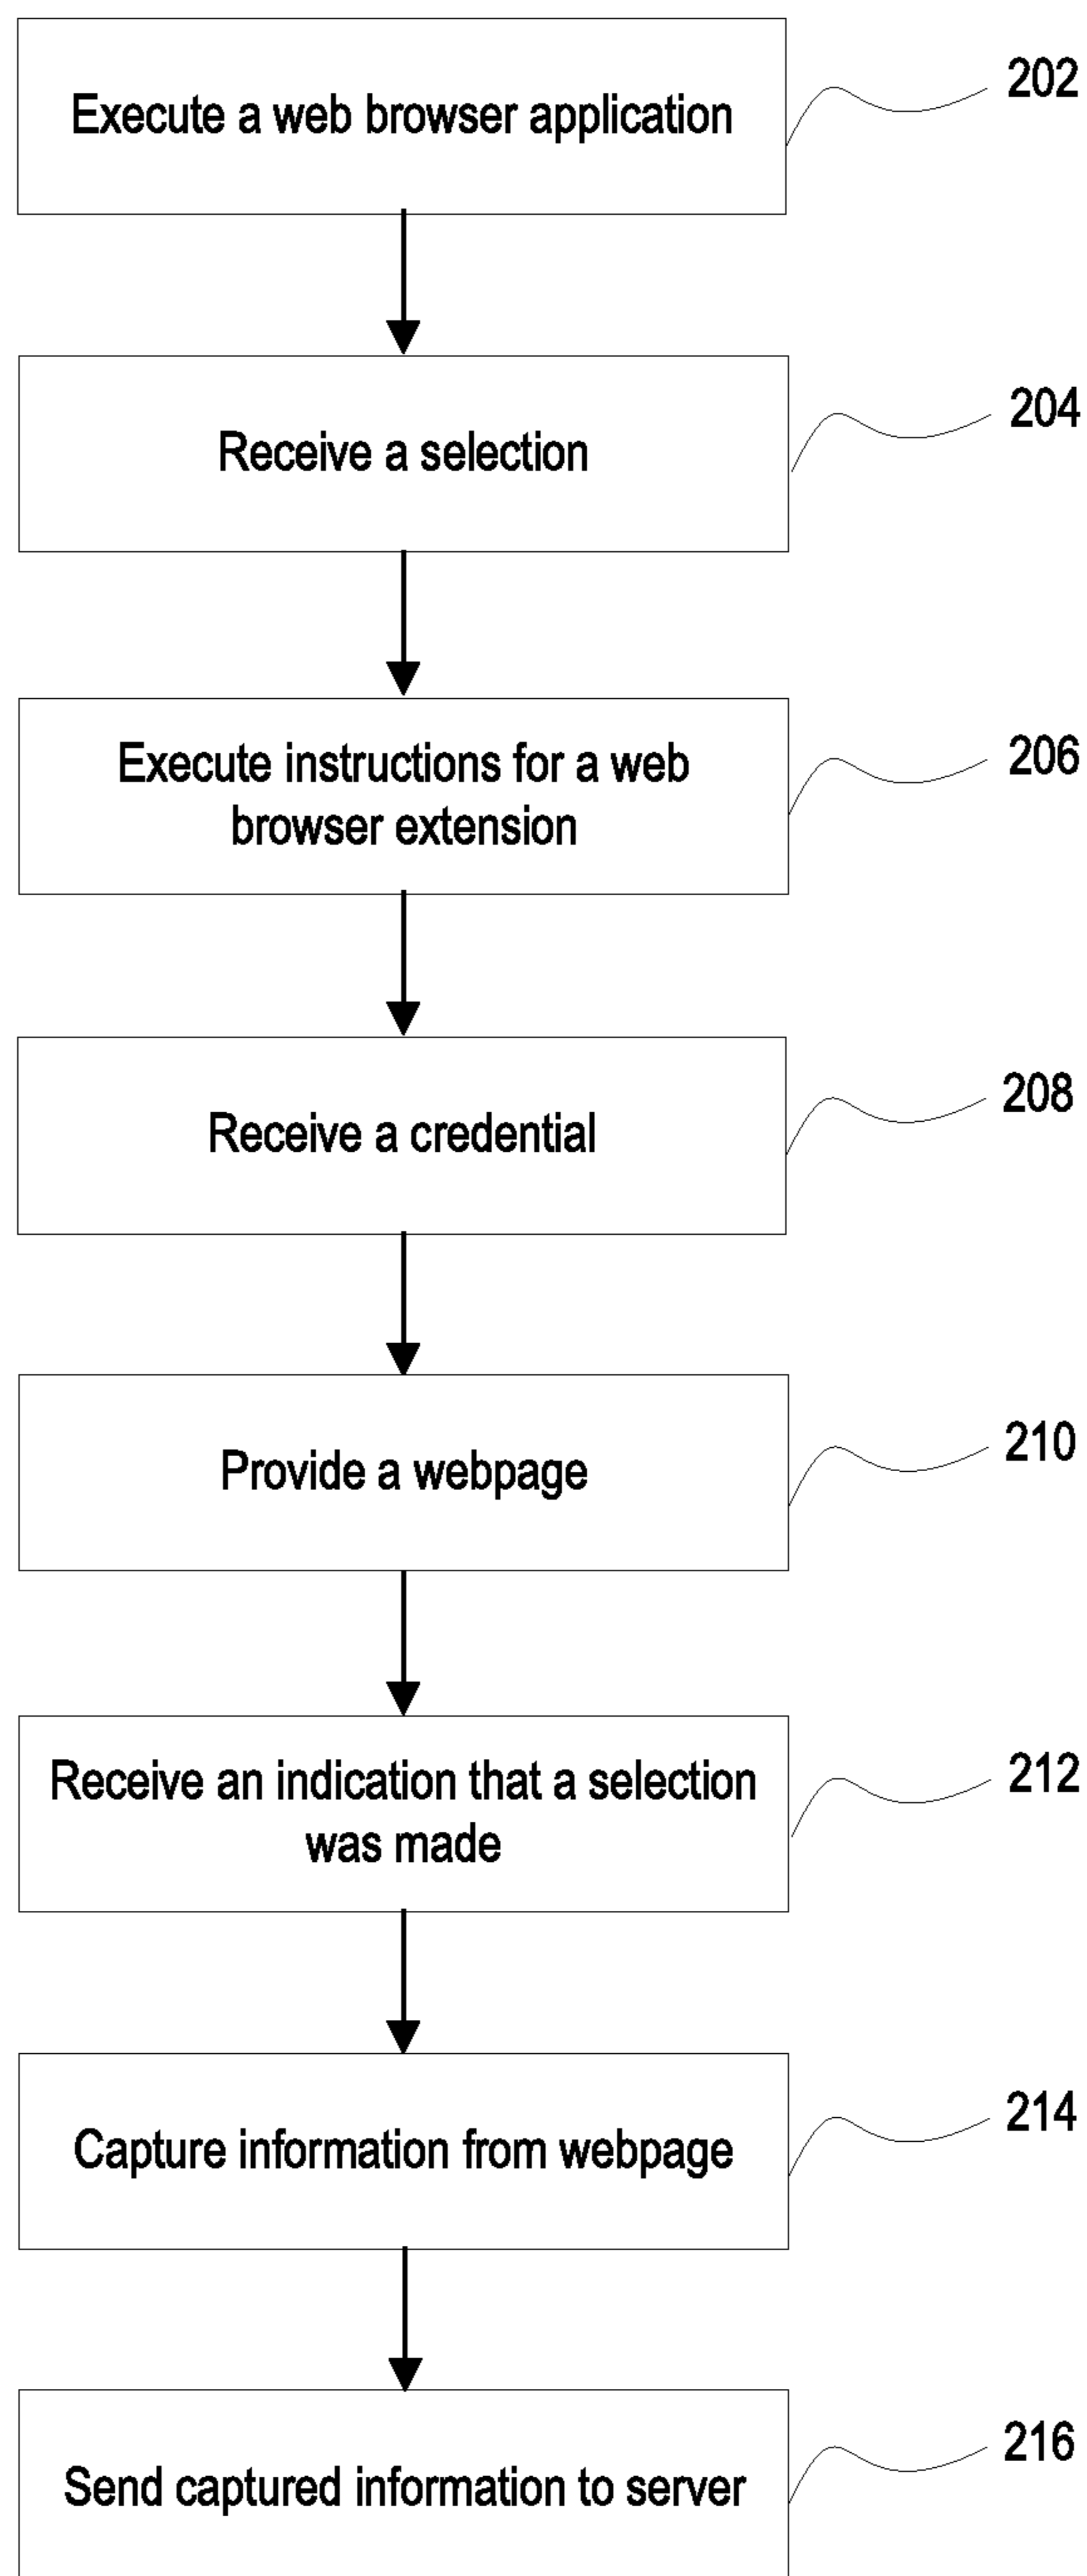 Execute a web browser application
202
Receive a selection
204
Execute instructions for a web
browser extension
206
Receive a credential
208
Provide a webpage
210
Receive an indication that a selection
was made
212
Capture information from webpage
214
Send captured information to server
216